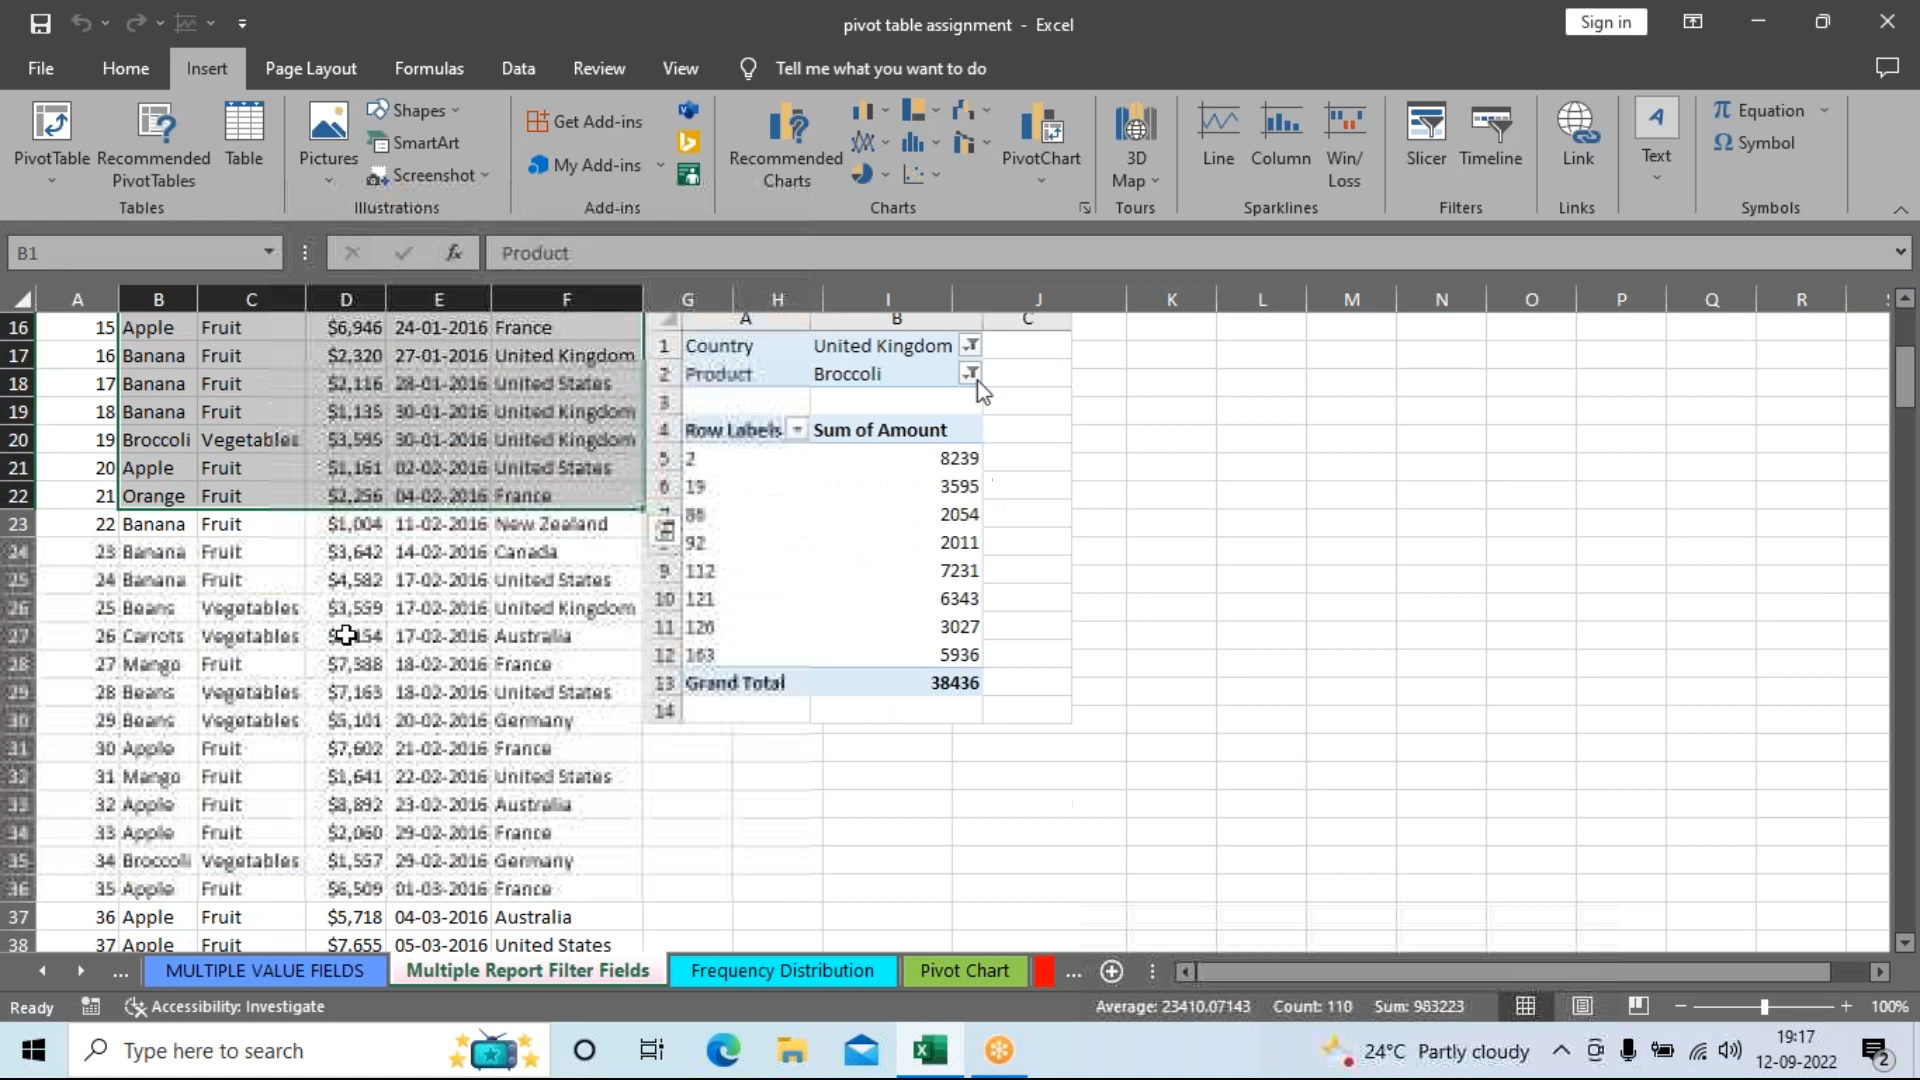 pivot table assignment - Excel
Sign in
File Home Insert Page Layout Formulas Data Review View Tell me what you want to do
PivotTable Recommended PivotTables Table
Tables
Pictures Shapes SmartArt Screenshot
Illustrations
Get Add-ins
My Add-ins
Add-ins
Recommended Charts
PivotChart
Charts
3D Map
Tours
Line Column Win/Loss
Sparklines
Slicer Timeline
Filters
Link
Links
A
Text
Equation
Symbol
Symbols
B1 fx Product
A B C D E F G H I J K L M N O P Q R
16 15 Apple Fruit $6,946 24-01-2016 France
17 16 Banana Fruit $2,320 27-01-2016 United Kingdom
18 17 Banana Fruit $2,116 28-01-2016 United States
19 18 Banana Fruit $1,135 30-01-2016 United Kingdom
20 19 Broccoli Vegetables $3,595 30-01-2016 United Kingdom
21 20 Apple Fruit $1,161 02-02-2016 United States
22 21 Orange Fruit $2,256 04-02-2016 France
23 22 Banana Fruit $1,004 11-02-2016 New Zealand
24 23 Banana Fruit $3,642 14-02-2016 Canada
25 24 Banana Fruit $4,582 17-02-2016 United States
26 25 Beans Vegetables $3,559 17-02-2016 United Kingdom
27 26 Carrots Vegetables 154 17-02-2016 Australia
28 27 Mango Fruit $7,388 18-02-2016 France
29 28 Beans Vegetables $7,163 18-02-2016 United States
30 29 Beans Vegetables $5,101 20-02-2016 Germany
31 30 Apple Fruit $7,602 21-02-2016 France
32 31 Mango Fruit $1,641 22-02-2016 United States
33 32 Apple Fruit $8,892 23-02-2016 Australia
34 33 Apple Fruit $2,060 29-02-2016 France
35 34 Broccoli Vegetables $1,557 29-02-2016 Germany
36 35 Apple Fruit $6,509 01-03-2016 France
37 36 Apple Fruit $5,718 04-03-2016 Australia
38 37 Apple Fruit $7,655 05-03-2016 United States
A B C
1 Country United Kingdom
2 Product Broccoli
3
4 Row Labels Sum of Amount
5 2 8239
6 19 3595
86 2054
92 2011
9 112 7231
10 121 6343
11 126 3027
12 163 5936
13 Grand Total 38436
14
... MULTIPLE VALUE FIELDS Multiple Report Filter Fields Frequency Distribution Pivot Chart ...
Ready Accessibility: Investigate Average: 23410.07143 Count: 110 Sum: 983223 100%
Type here to search 24°C Partly cloudy 19:17
12-09-2022
2